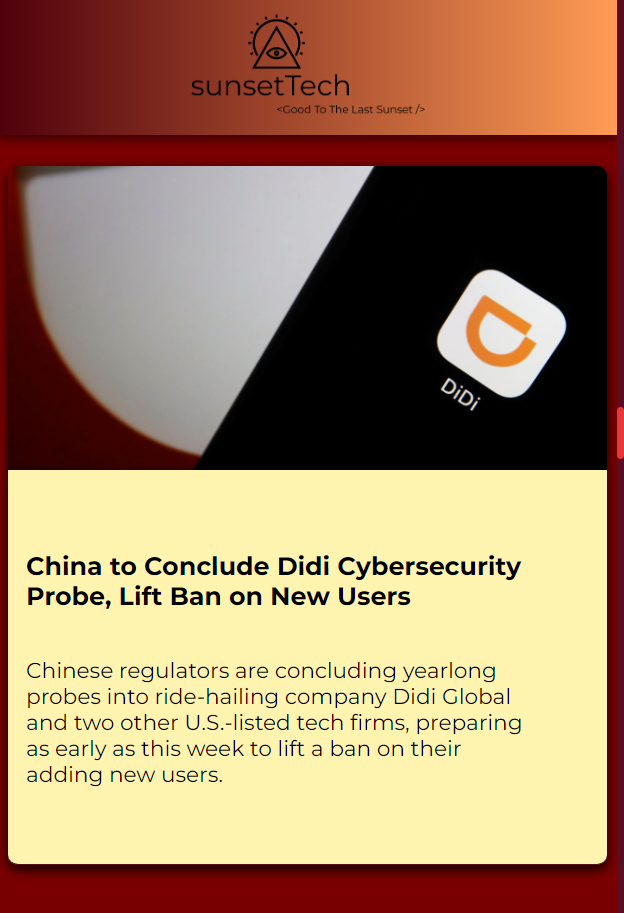 sunsetTech
<Good To The Last Sunset />
DiDi
China to Conclude Didi Cybersecurity
Probe, Lift Ban on New Users
Chinese regulators are concluding yearlong
probes into ride-hailing company Didi Global
and two other U.S.-listed tech firms, preparing
as early as this week to lift a ban on their
adding new users.